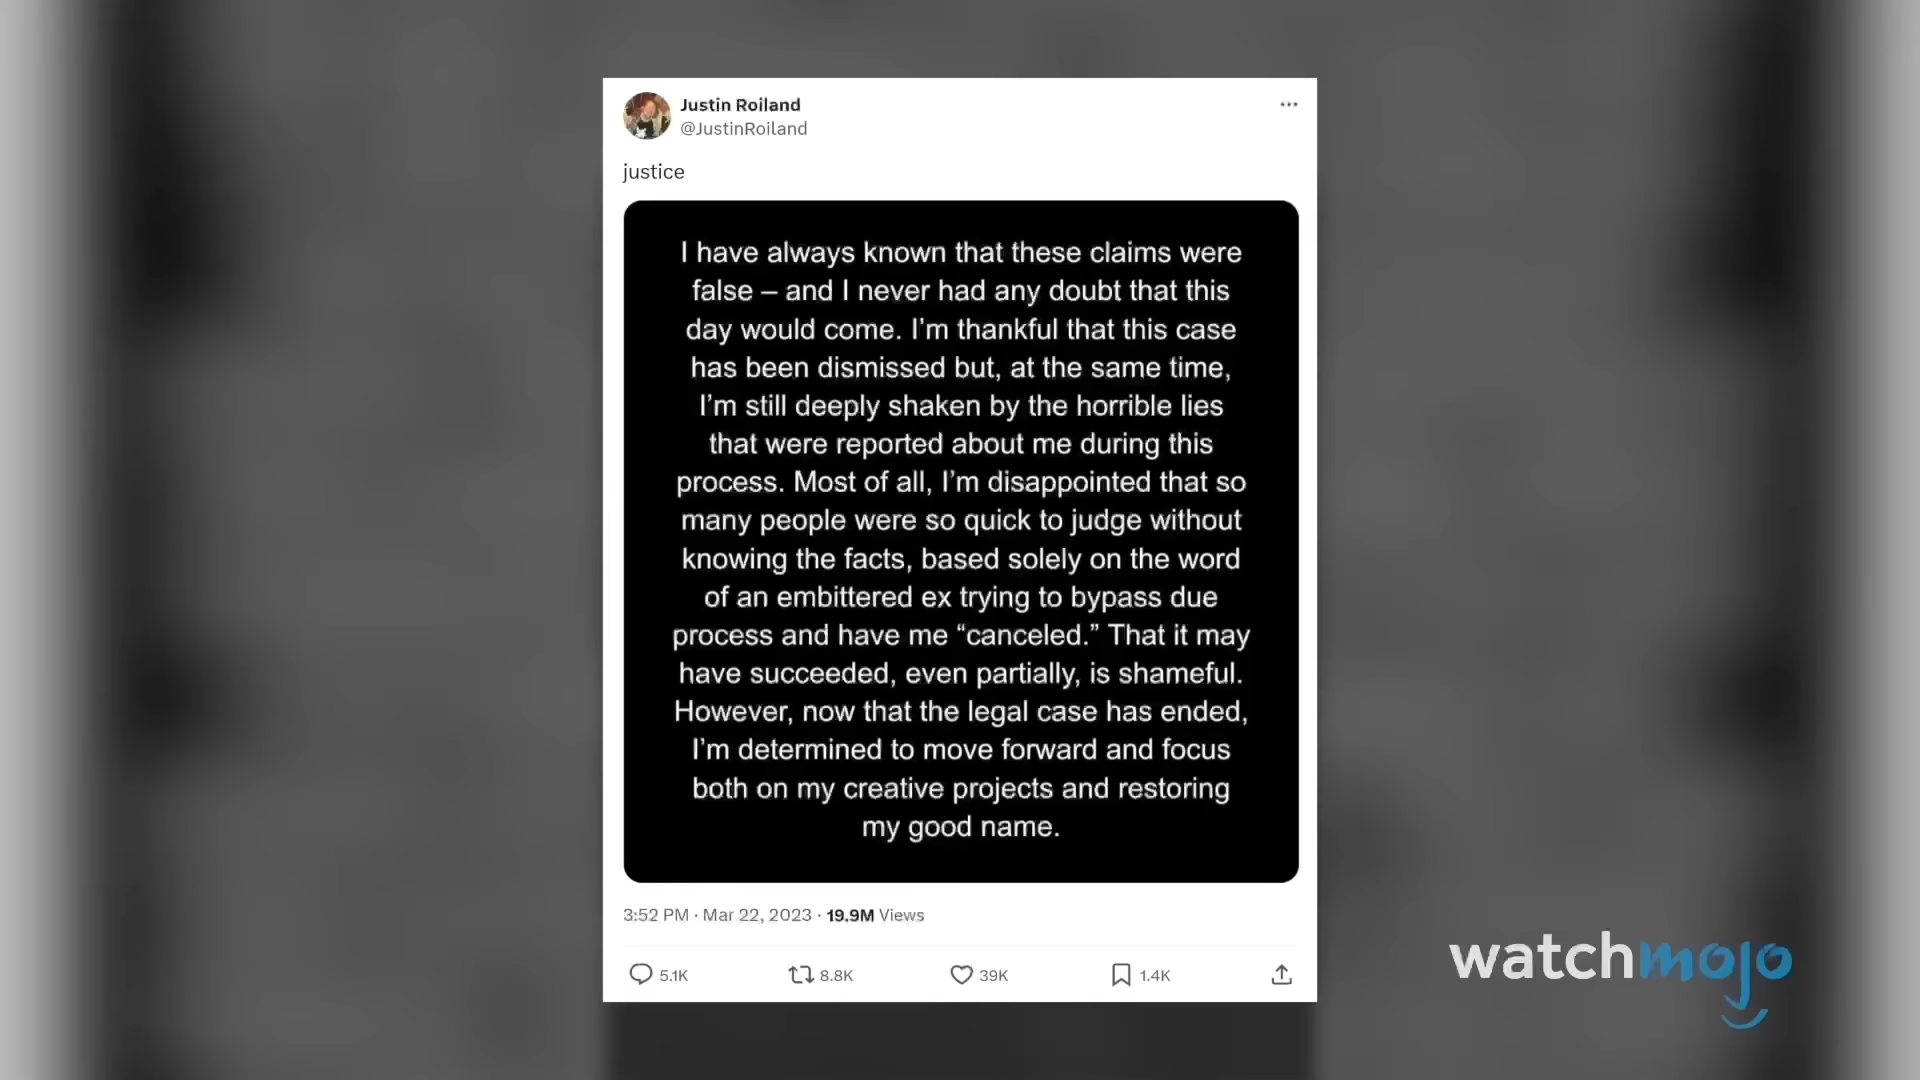 Justin Roiland
@JustinRoiland
justice
I have always known that these claims were
false – and I never had any doubt that this
day would come. I'm thankful that this case
has been dismissed but, at the same time,
I'm still deeply shaken by the horrible lies
that were reported about me during this
process. Most of all, I'm disappointed that so
many people were so quick to judge without
knowing the facts, based solely on the word
of an embittered ex trying to bypass due
process and have me “canceled.” That it may
have succeeded, even partially, is shameful.
However, now that the legal case has ended,
I'm determined to move forward and focus
both on my creative projects and restoring
my good name.
3:52 PM · Mar 22, 2023 · 19.9M Views
5.1K 8.8K 39K 1.4K
watchmojo